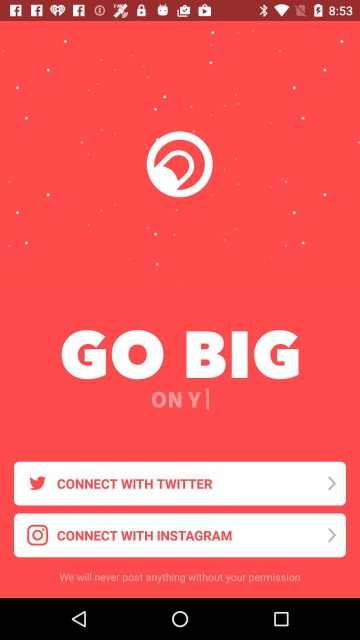 8:53
GO BIG
ON Y
CONNECT WITH TWITTER
CONNECT WITH INSTAGRAM
We will never post anything without your permission